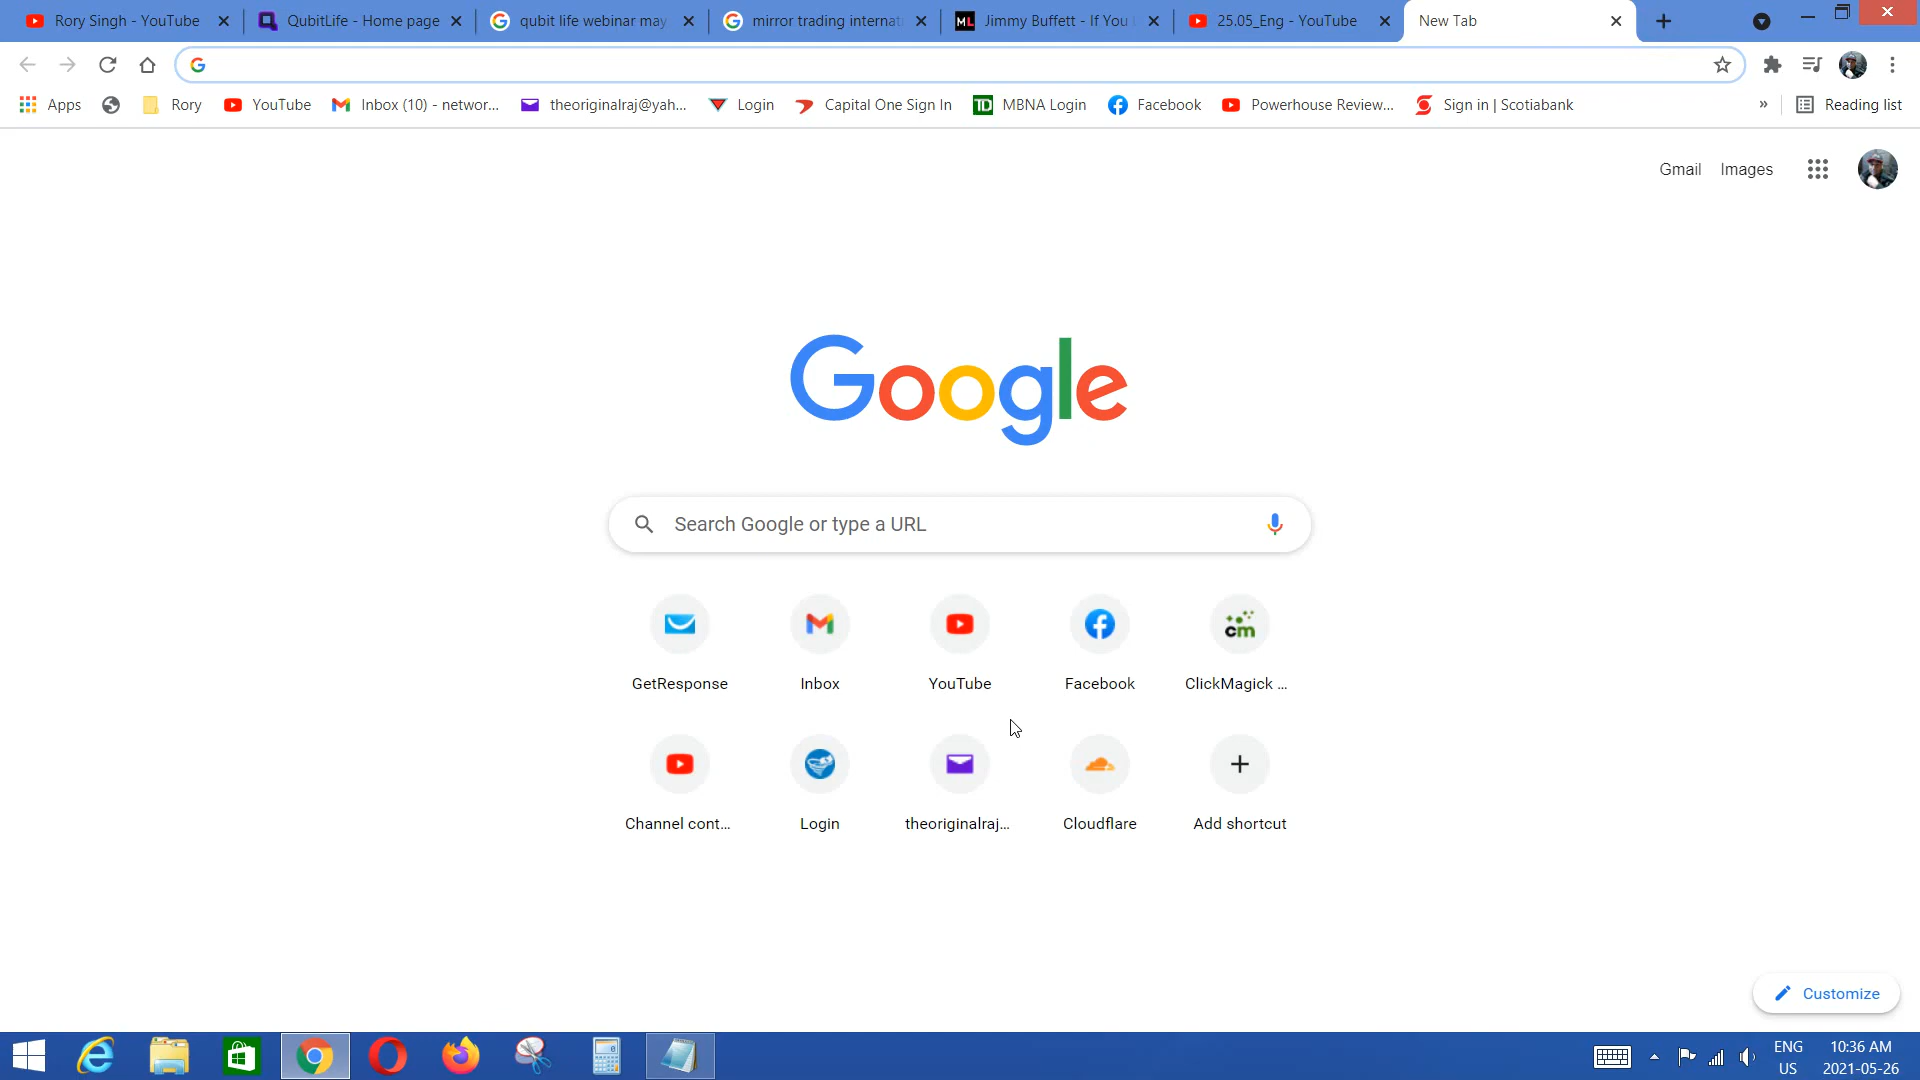 Rory Singh - YouTube
QubitLife - Home page
qubit life webinar may
mirror trading internat
ML
Jimmy Buffett - If You
25.05_Eng - YouTube
New Tab
Apps
Rory
YouTube
Inbox (10) - networ...
theoriginalraj@yah...
Login
Capital One Sign In
TD
MBNA Login
Facebook
Powerhouse Review...
Sign in | Scotiabank
»
Reading list
Gmail
Images
Google
Search Google or type a URL
GetResponse
Inbox
YouTube
Facebook
cm
ClickMagick ...
Channel cont...
Login
theoriginalraj...
Cloudflare
Add shortcut
Customize
ENG
US
10:36 AM
2021-05-26